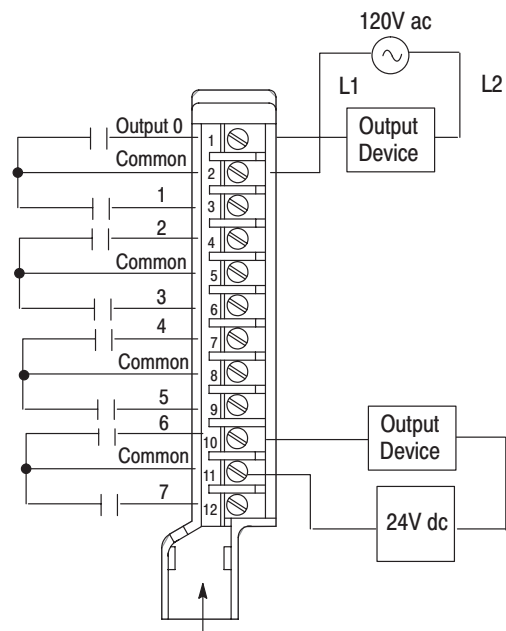 120V ac
L1
L2
Output 0
1
Output
Device
Common
2
1
3
2
4
Common
5
3
6
4
7
Common
8
5
9
6
10
Output
Device
Common
11
24V dc
7
12